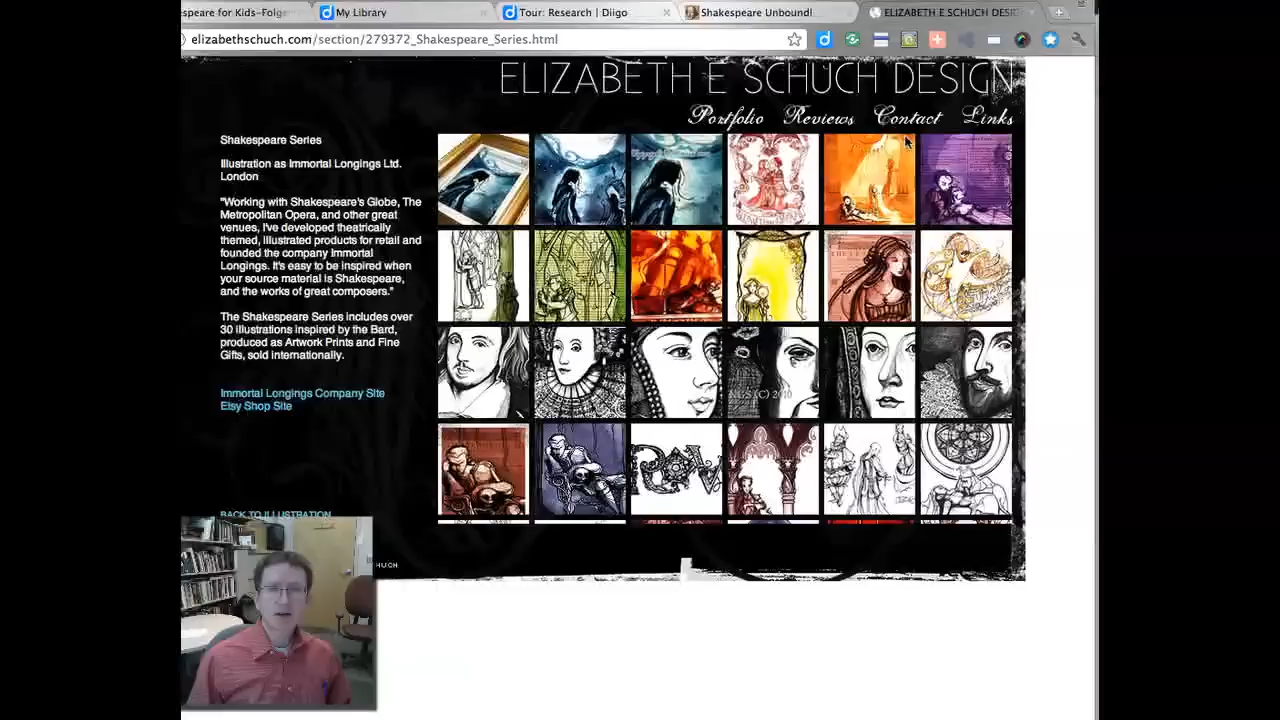 espeare for Kids-Folge
My Library
Tour: Research | Diigo
Shakespeare Unbound!
ELIZABETH E SCHUCH DESIG
elizabethschuch.com/section/279372_Shakespeare_Series.html
ELIZABETH E SCHUCH DESIGN
Portfolio Reviews Contact Links
Shakespeare Series
Illustration as Immortal Longings Ltd.
London
"Working with Shakespeare's Globe, The
Metropolitan Opera, and other great
venues, I've developed theatrically
themed, illustrated products for retail and
founded the company Immortal
Longings. It's easy to be inspired when
your source material is Shakespeare,
and the works of great composers."
The Shakespeare Series includes over
30 illustrations inspired by the Bard,
produced as Artwork Prints and Fine
Gifts, sold internationally.
Immortal Longings Company Site
Etsy Shop Site
BACK TO ILLUSTRATION
NGS (C) 2010
HUCH